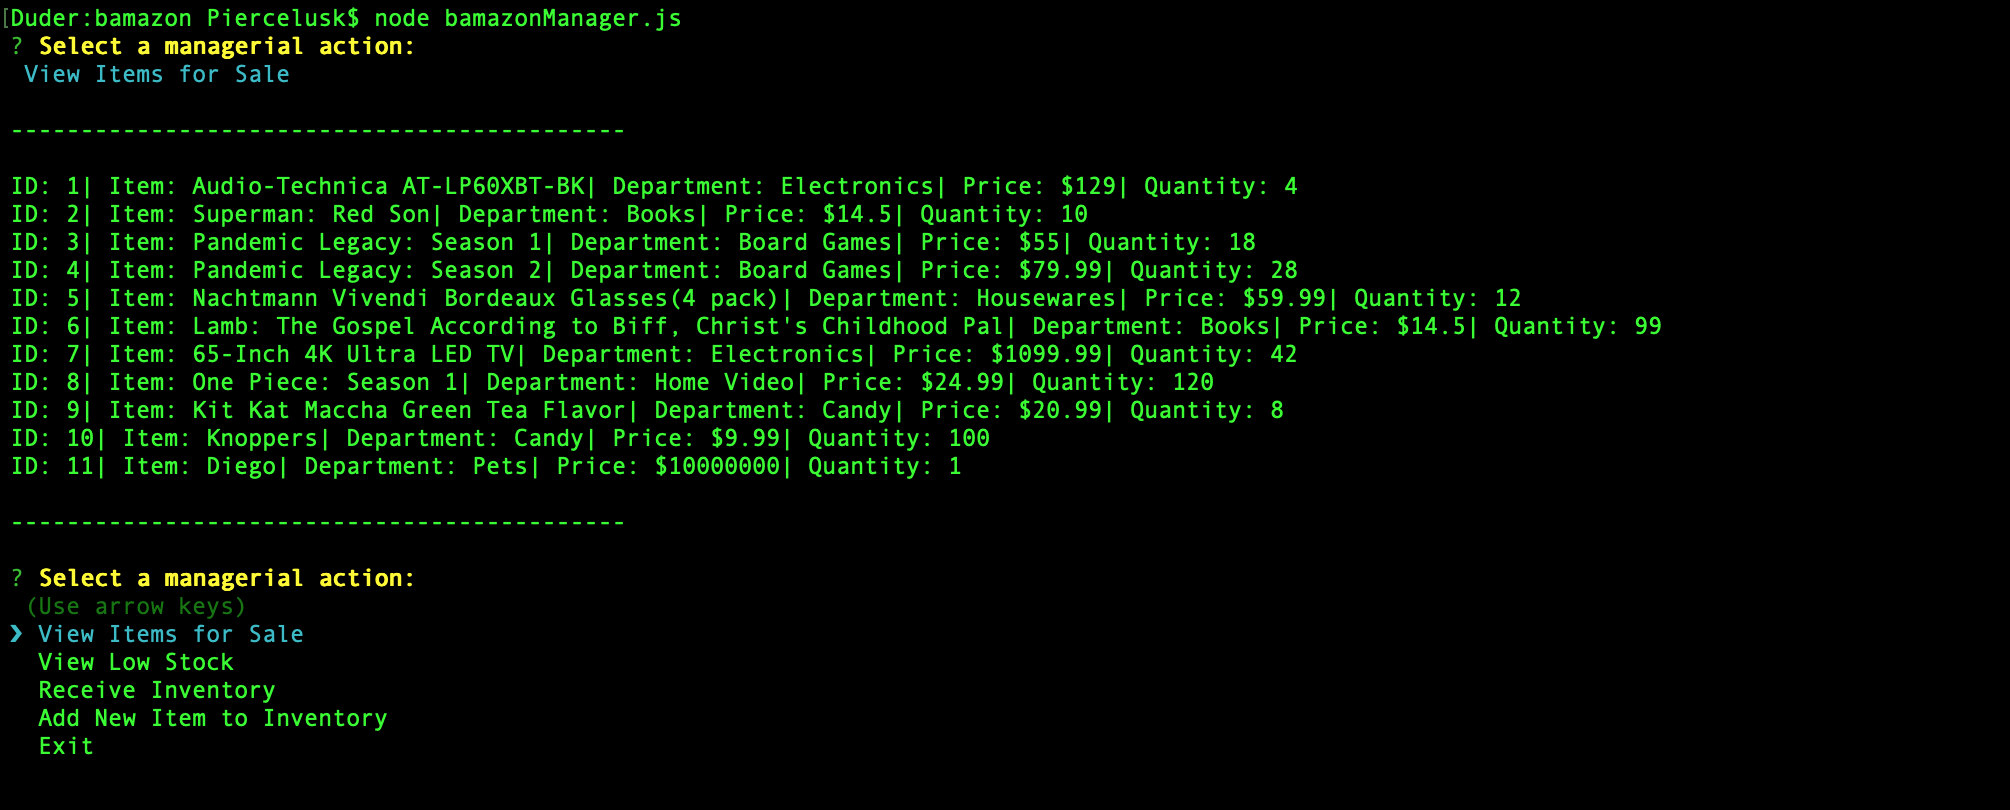 [Duder:bamazon Piercelusk$ node bamazonManager.js
? Select a managerial action:
View Items for Sale
--------------------------------------------
ID: 1| Item: Audio-Technica AT-LP60XBT-BK| Department: Electronics| Price: $129| Quantity: 4
ID: 2| Item: Superman: Red Son| Department: Books| Price: $14.5| Quantity: 10
ID: 3| Item: Pandemic Legacy: Season 1| Department: Board Games| Price: $55| Quantity: 18
ID: 4| Item: Pandemic Legacy: Season 2| Department: Board Games| Price: $79.99| Quantity: 28
ID: 5| Item: Nachtmann Vivendi Bordeaux Glasses(4 pack)| Department: Housewares| Price: $59.99| Quantity: 12
ID: 6| Item: Lamb: The Gospel According to Biff, Christ's Childhood Pal| Department: Books| Price: $14.5| Quantity: 99
ID: 7| Item: 65-Inch 4K Ultra LED TV| Department: Electronics| Price: $1099.99| Quantity: 42
ID: 8| Item: One Piece: Season 1| Department: Home Video| Price: $24.99| Quantity: 120
ID: 9| Item: Kit Kat Maccha Green Tea Flavor| Department: Candy| Price: $20.99| Quantity: 8
ID: 10| Item: Knoppers| Department: Candy| Price: $9.99| Quantity: 100
ID: 11| Item: Diego| Department: Pets| Price: $10000000| Quantity: 1
--------------------------------------------
? Select a managerial action:
(Use arrow keys)
❯ View Items for Sale
View Low Stock
Receive Inventory
Add New Item to Inventory
Exit